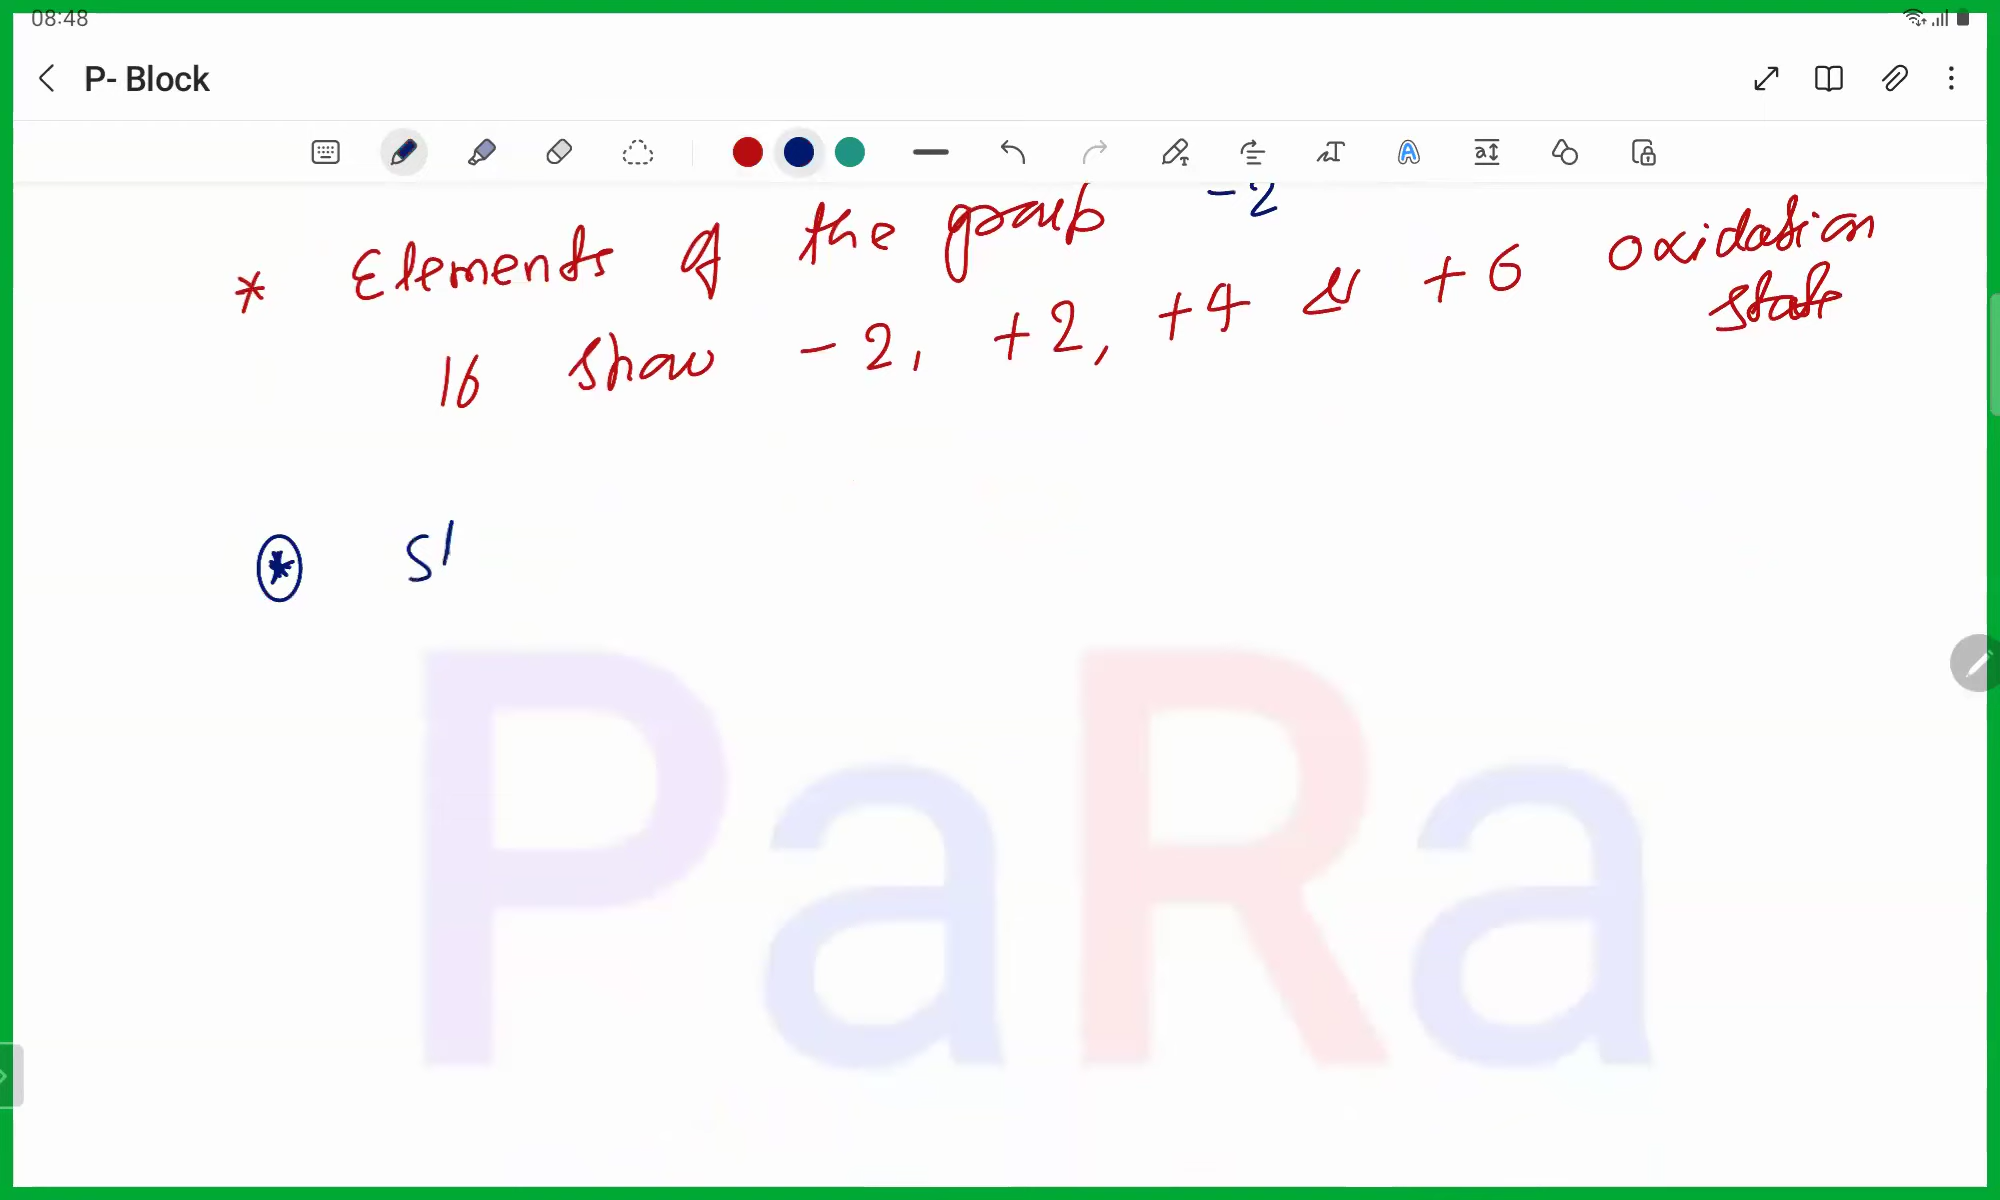 08:48
P- Block
-2
* Elements of the group
16 show -2, +2, +4 & +6 oxidation
state
* S
PaRa